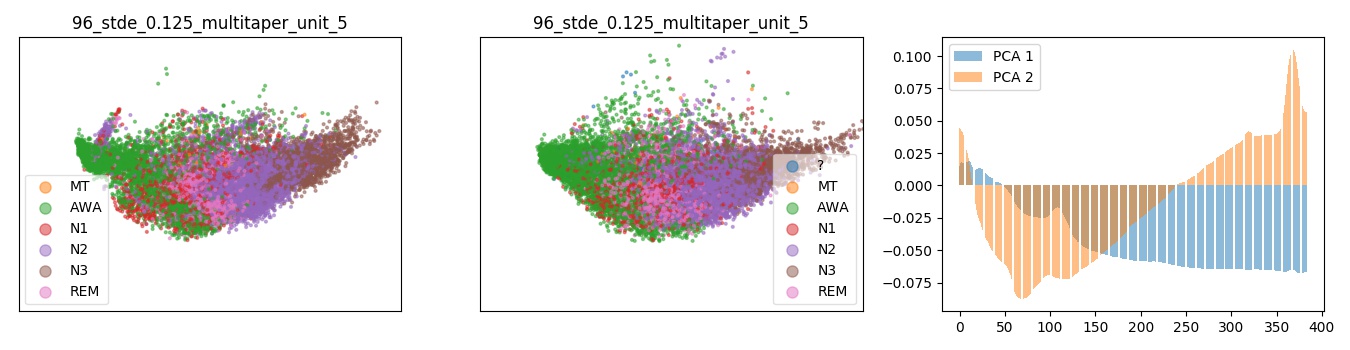 96_stde_0.125_multitaper_unit_5
MT
AWA
N1
N2
N3
REM
96_stde_0.125_multitaper_unit_5
?
MT
AWA
N1
N2
N3
REM
PCA 1
PCA 2
0.100
0.075
0.050
0.025
0.000
−0.025
−0.050
−0.075
0 50 100 150 200 250 300 350 400